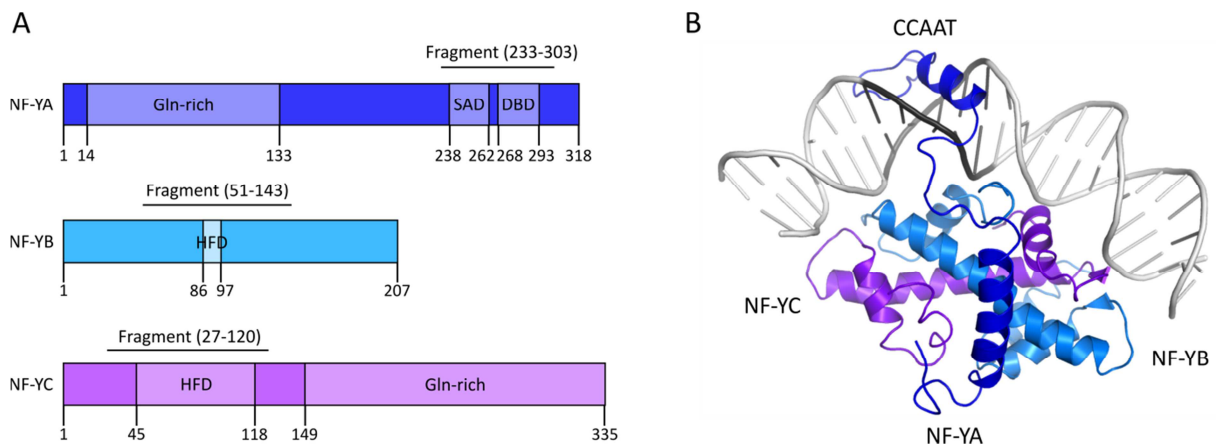 A
Fragment (233-303)
NF-YA
Gln-rich
SAD
DBD
1 14 133 238 262 268 293 318
Fragment (51-143)
NF-YB
HFD
1 86 97 207
Fragment (27-120)
NF-YC
HFD
Gln-rich
1 45 118 149 335
B
CCAAT
NF-YC
NF-YB
NF-YA